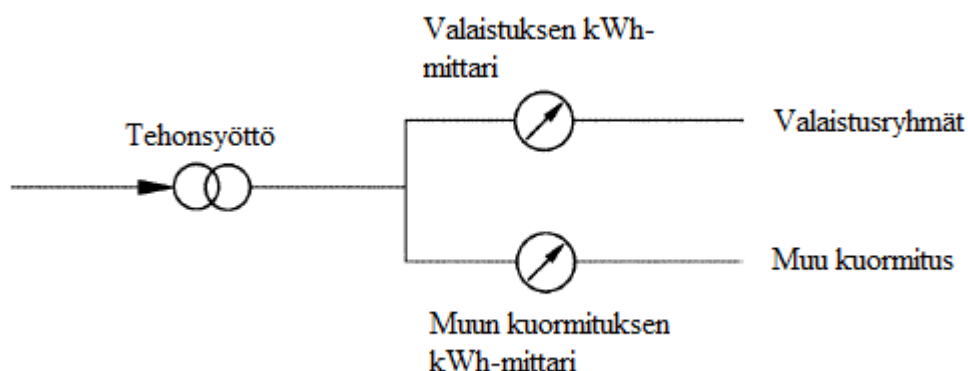 Valaistuksen kWh-
mittari
Tehonsyöttö
Valaistusryhmät
Muu kuormitus
Muun kuormituksen
kWh-mittari